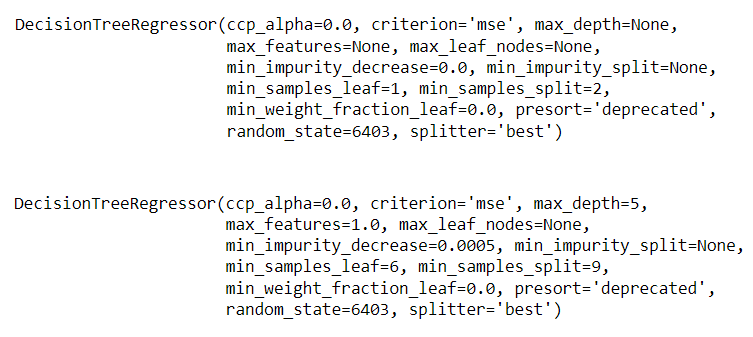 DecisionTreeRegressor(ccp_alpha=0.0, criterion='mse', max_depth=None,
max_features=None, max_leaf_nodes=None,
min_impurity_decrease=0.0, min_impurity_split=None,
min_samples_leaf=1, min_samples_split=2,
min_weight_fraction_leaf=0.0, presort='deprecated',
random_state=6403, splitter='best')
DecisionTreeRegressor(ccp_alpha=0.0, criterion='mse', max_depth=5,
max_features=1.0, max_leaf_nodes=None,
min_impurity_decrease=0.0005, min_impurity_split=None,
min_samples_leaf=6, min_samples_split=9,
min_weight_fraction_leaf=0.0, presort='deprecated',
random_state=6403, splitter='best')